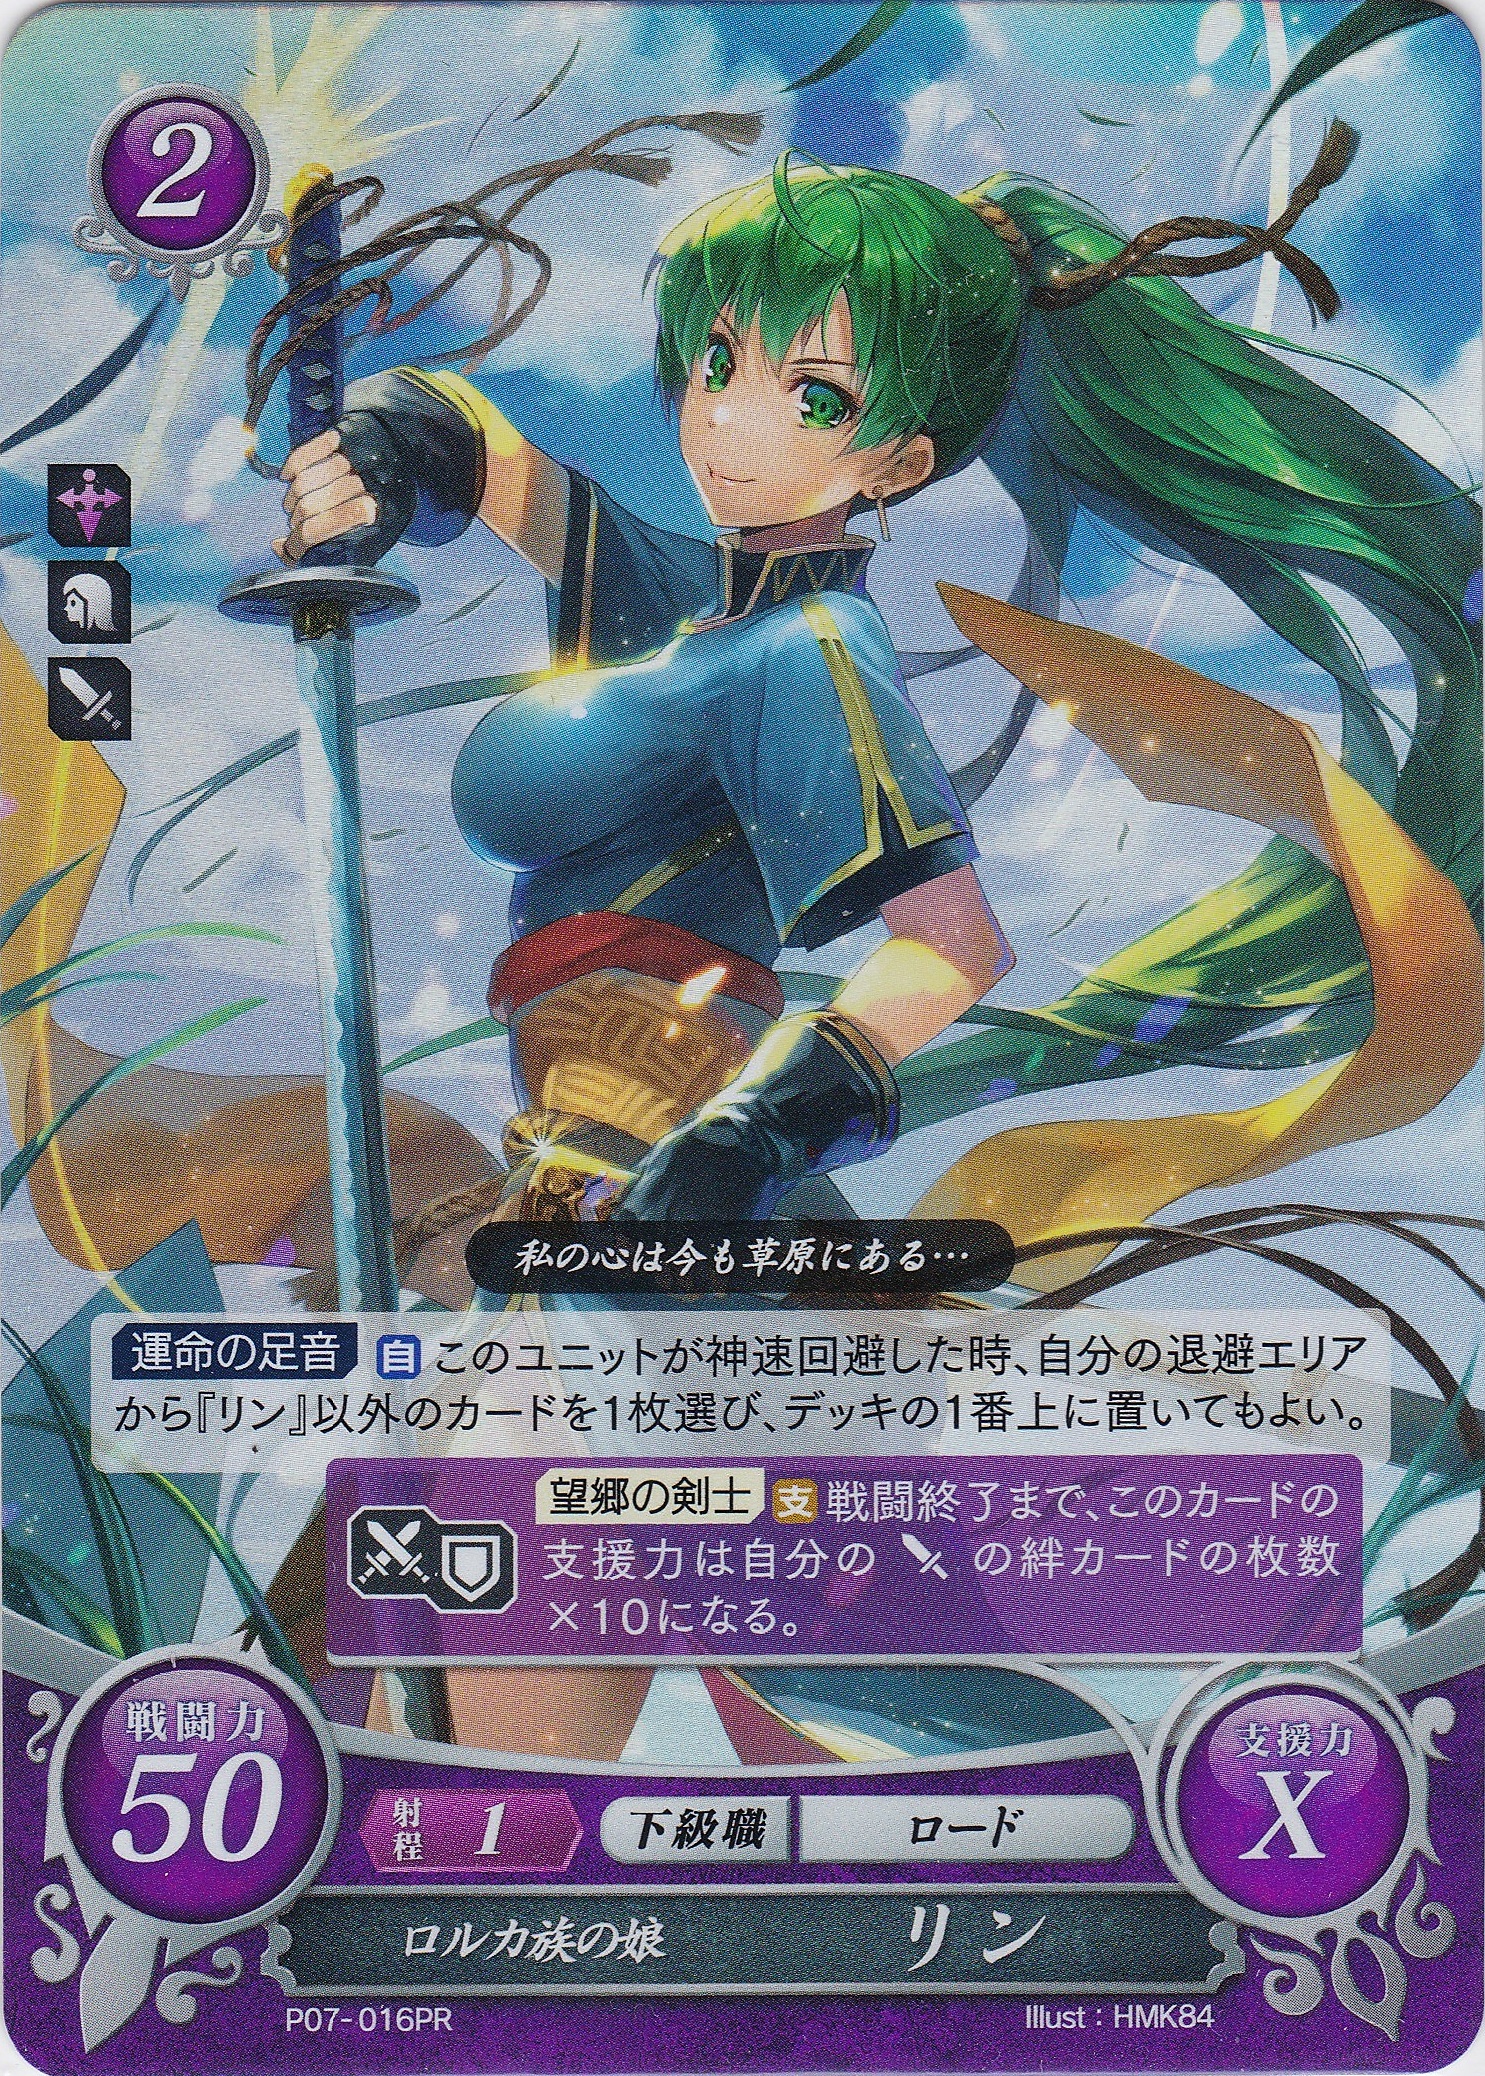 2
私の心は今も草原にある…
運命の足音 自 このユニットが神速回避した時、自分の退避エリア
から『リン』以外のカードを1枚選び、デッキの1番上に置いてもよい。
望郷の剣士 支 戦闘終了まで、このカードの
支援力は自分の の絆カードの枚数
×10になる。
戦闘力
50
射程 1
下級職 ロード
支援力
X
ロルカ族の娘 リン
P07-016PR
Illust : HMK84